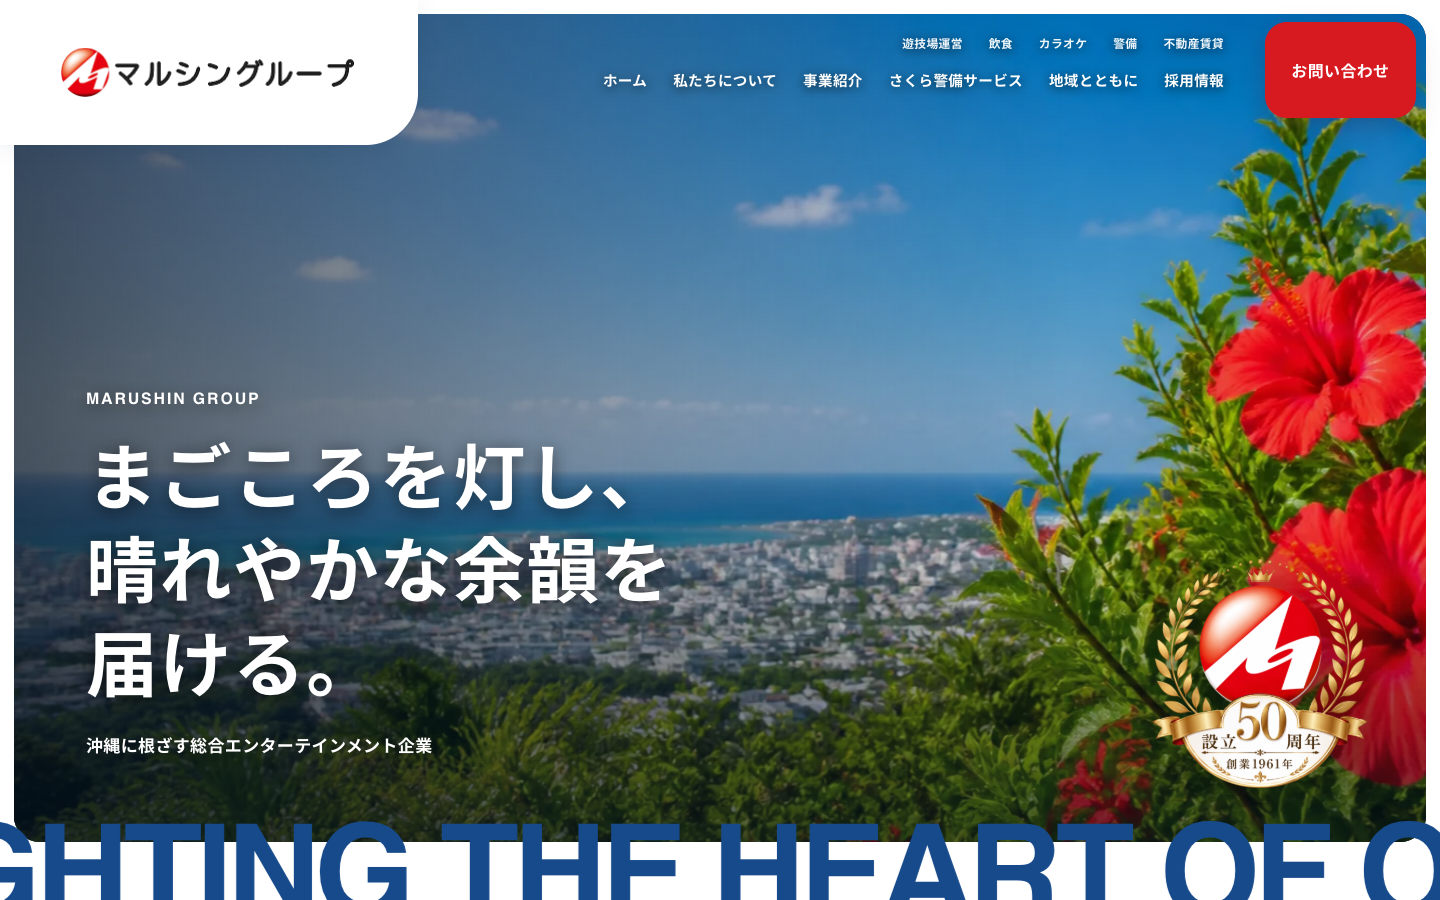 マルシングループ
遊技場運営 飲食 カラオケ 警備 不動産賃貸
ホーム 私たちについて 事業紹介 さくら警備サービス 地域とともに 採用情報
お問い合わせ
MARUSHIN GROUP
まごころを灯し、
晴れやかな余韻を
届ける。
沖縄に根ざす総合エンターテインメント企業
設立50周年
創業1961年
GHTING THE HEART OF O